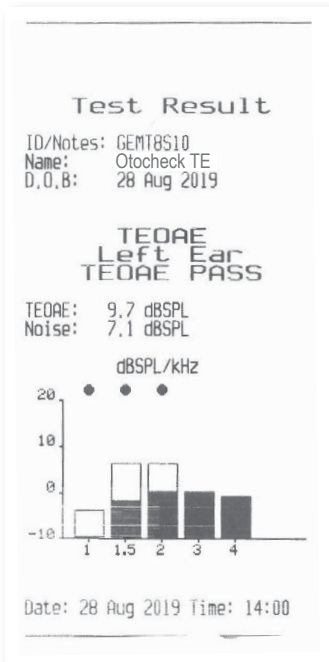 Test Result
ID/Notes: GEMT8S10
Name: Otocheck TE
D.O.B: 28 Aug 2019
TEOAE
Left Ear
TEOAE PASS
TEOAE: 9.7 dBSPL
Noise: 7.1 dBSPL
dBSPL/kHz
20
10
0
-10
1 1.5 2 3 4
Date: 28 Aug 2019 Time: 14:00